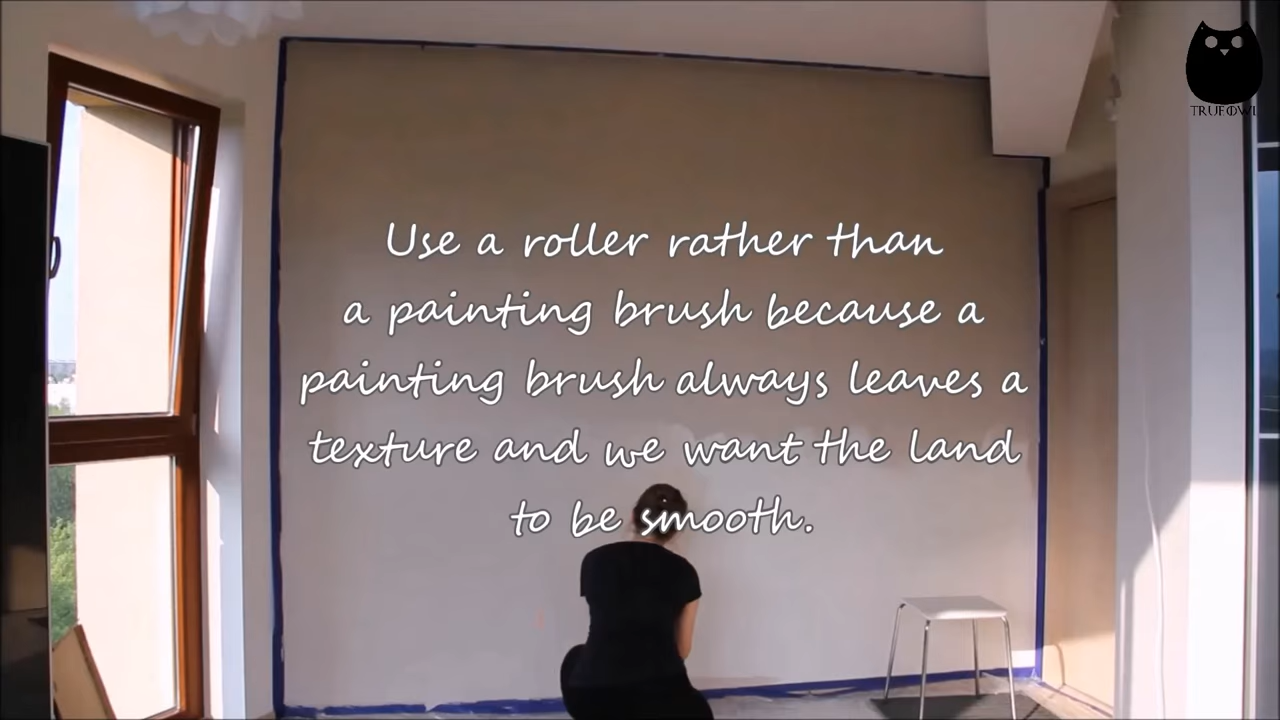 TRUFOWL
Use a roller rather than
a painting brush because a
painting brush always leaves a
texture and we want the land
to be smooth.